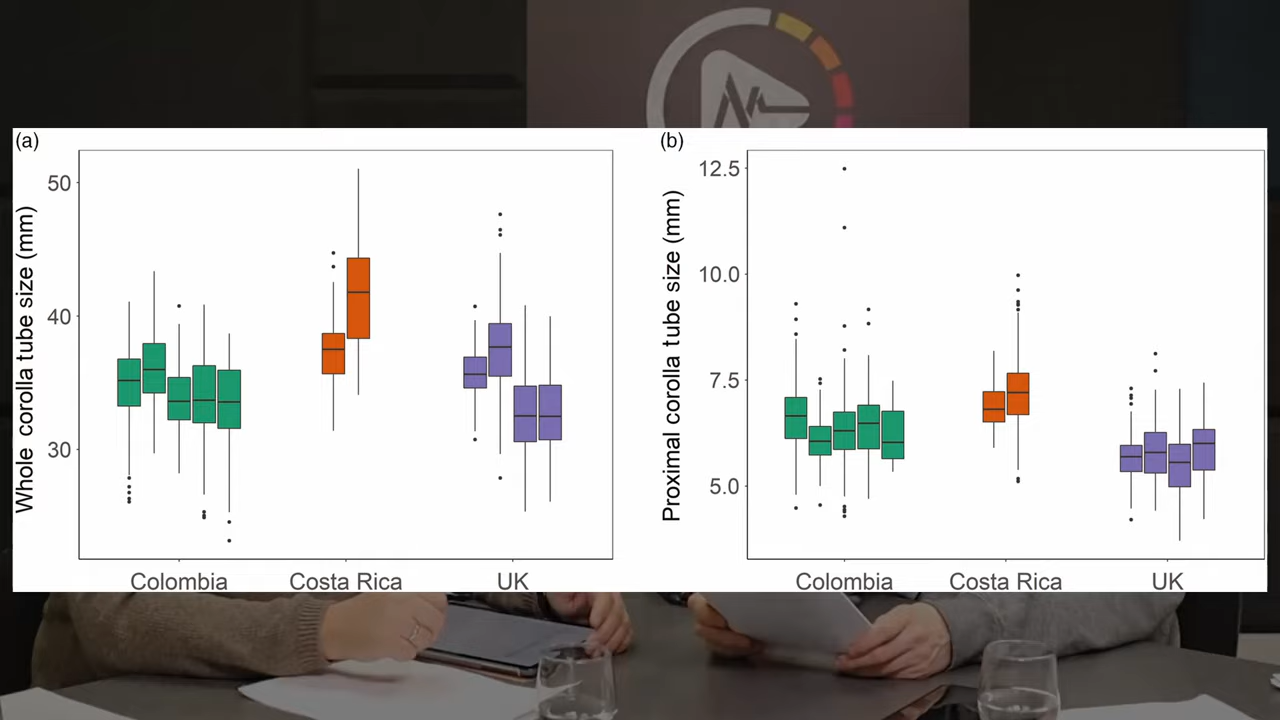 (a)
Whole corolla tube size (mm)
50
40
30
Colombia
Costa Rica
UK
(b)
Proximal corolla tube size (mm)
12.5
10.0
7.5
5.0
Colombia
Costa Rica
UK